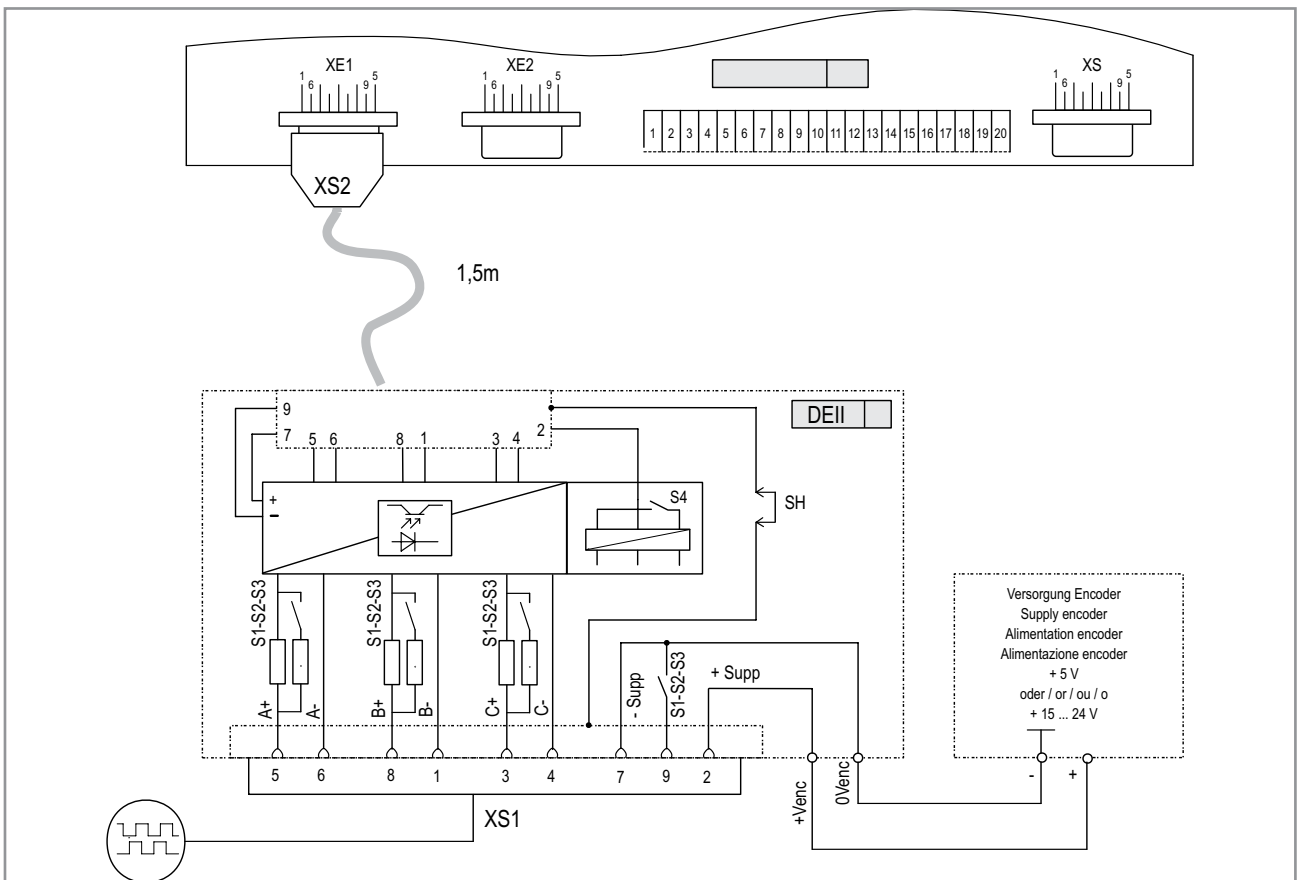 XE1
XE2
XS
1 6 9 5
1 6 9 5
1 6 9 5
1 2 3 4 5 6 7 8 9 10 11 12 13 14 15 16 17 18 19 20
XS2
1,5m
DEII
9
7
5 6 8 1 3 4
2
+
-
S4
SH
S1-S2-S3
S1-S2-S3
S1-S2-S3
A+
A-
B+
B-
C+
C-
- Supp
S1-S2-S3
+ Supp
Versorgung Encoder
Supply encoder
Alimentation encoder
Alimentazione encoder
+ 5 V
oder / or / ou / o
+ 15 ... 24 V
- +
5 6 8 1 3 4 7 9 2
+Venc
0Venc
XS1